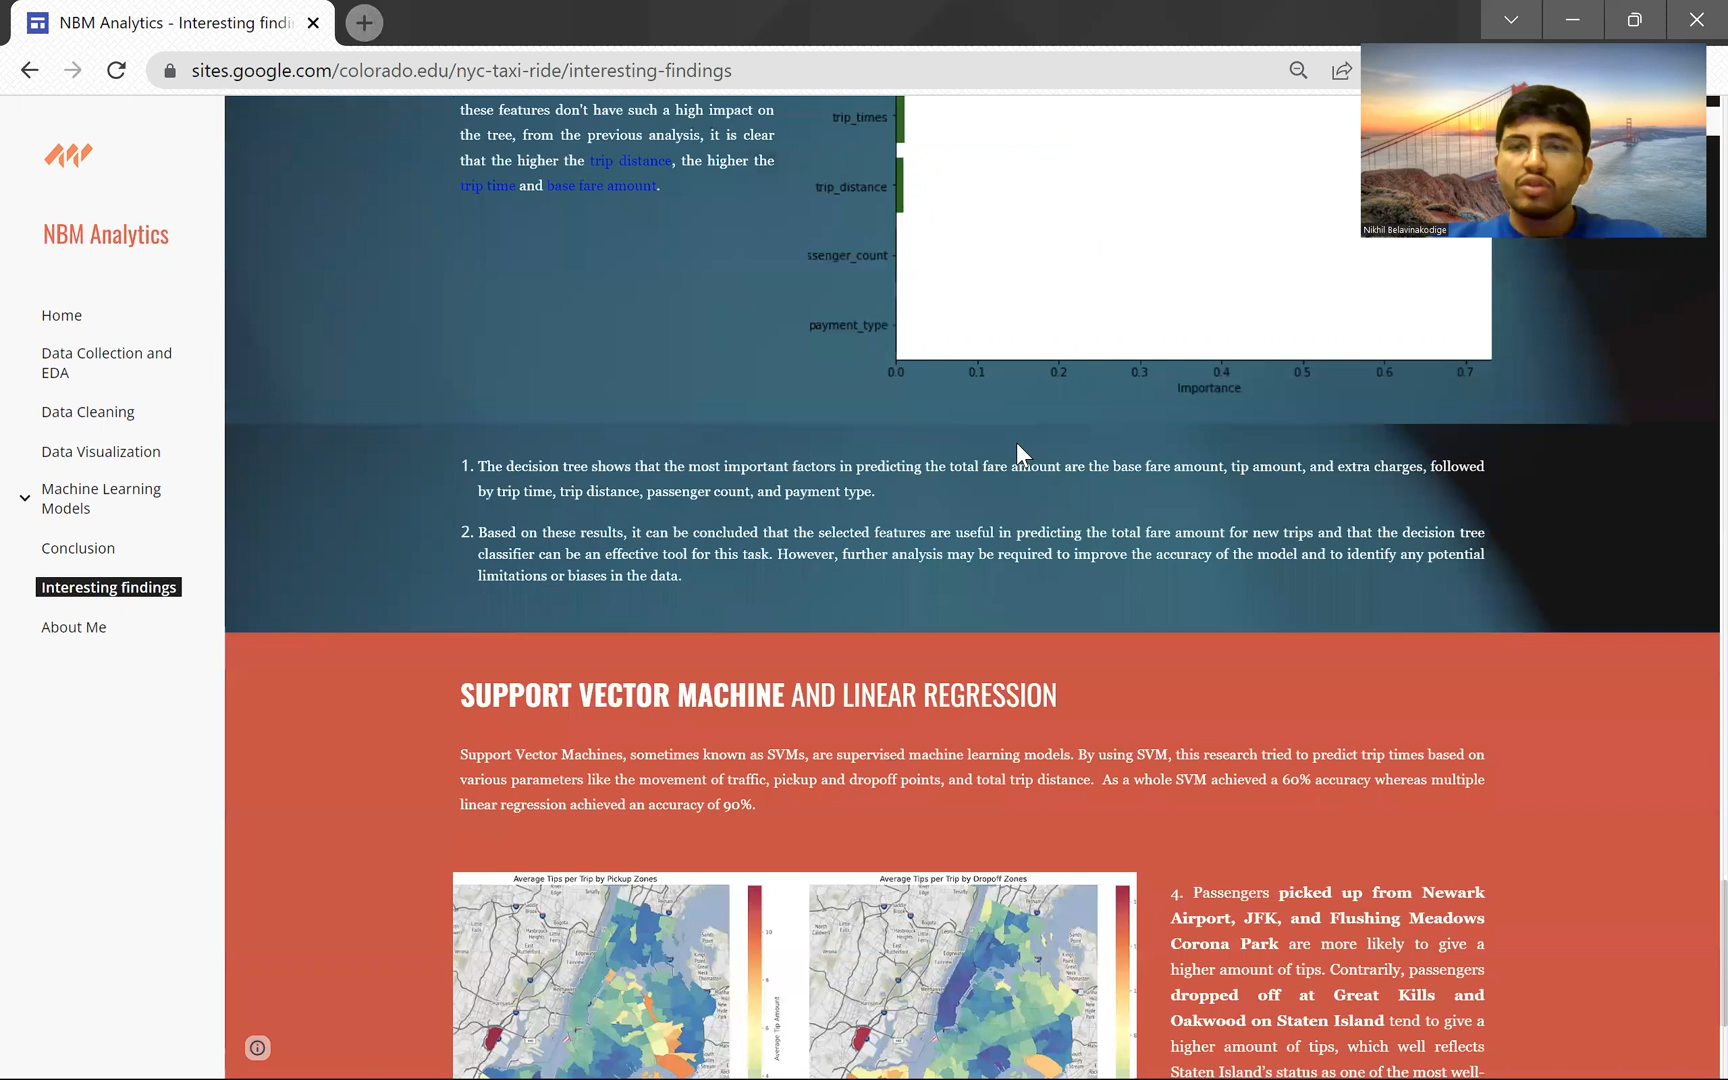 NBM Analytics - Interesting findi
sites.google.com/colorado.edu/nyc-taxi-ride/interesting-findings
Nikhil Belavinakodige
NBM Analytics
Home
Data Collection and
EDA
Data Cleaning
Data Visualization
Machine Learning
Models
Conclusion
Interesting findings
About Me
these features don't have such a high impact on
the tree, from the previous analysis, it is clear
that the higher the trip distance, the higher the
trip time and base fare amount.
trip_times
trip_distance
ssenger_count
payment_type
0.0 0.1 0.2 0.3 0.4 0.5 0.6 0.7
Importance
1. The decision tree shows that the most important factors in predicting the total fare amount are the base fare amount, tip amount, and extra charges, followed
by trip time, trip distance, passenger count, and payment type.
2. Based on these results, it can be concluded that the selected features are useful in predicting the total fare amount for new trips and that the decision tree
classifier can be an effective tool for this task. However, further analysis may be required to improve the accuracy of the model and to identify any potential
limitations or biases in the data.
SUPPORT VECTOR MACHINE AND LINEAR REGRESSION
Support Vector Machines, sometimes known as SVMs, are supervised machine learning models. By using SVM, this research tried to predict trip times based on
various parameters like the movement of traffic, pickup and dropoff points, and total trip distance. As a whole SVM achieved a 60% accuracy whereas multiple
linear regression achieved an accuracy of 90%.
Average Tips per Trip by Pickup Zones
Average Tips per Trip by Dropoff Zones
Average Tip Amount
4. Passengers picked up from Newark
Airport, JFK, and Flushing Meadows
Corona Park are more likely to give a
higher amount of tips. Contrarily, passengers
dropped off at Great Kills and
Oakwood on Staten Island tend to give a
higher amount of tips, which well reflects
Staten Island's status as one of the most well-